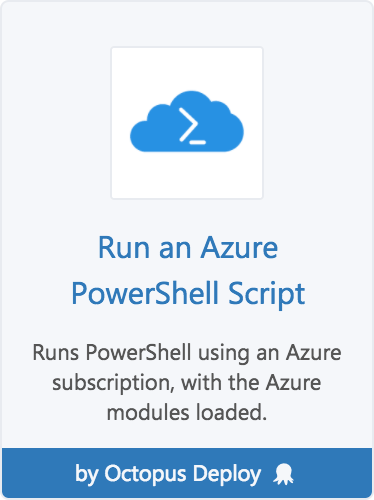 Run an Azure
PowerShell Script
Runs PowerShell using an Azure
subscription, with the Azure
modules loaded.
by Octopus Deploy